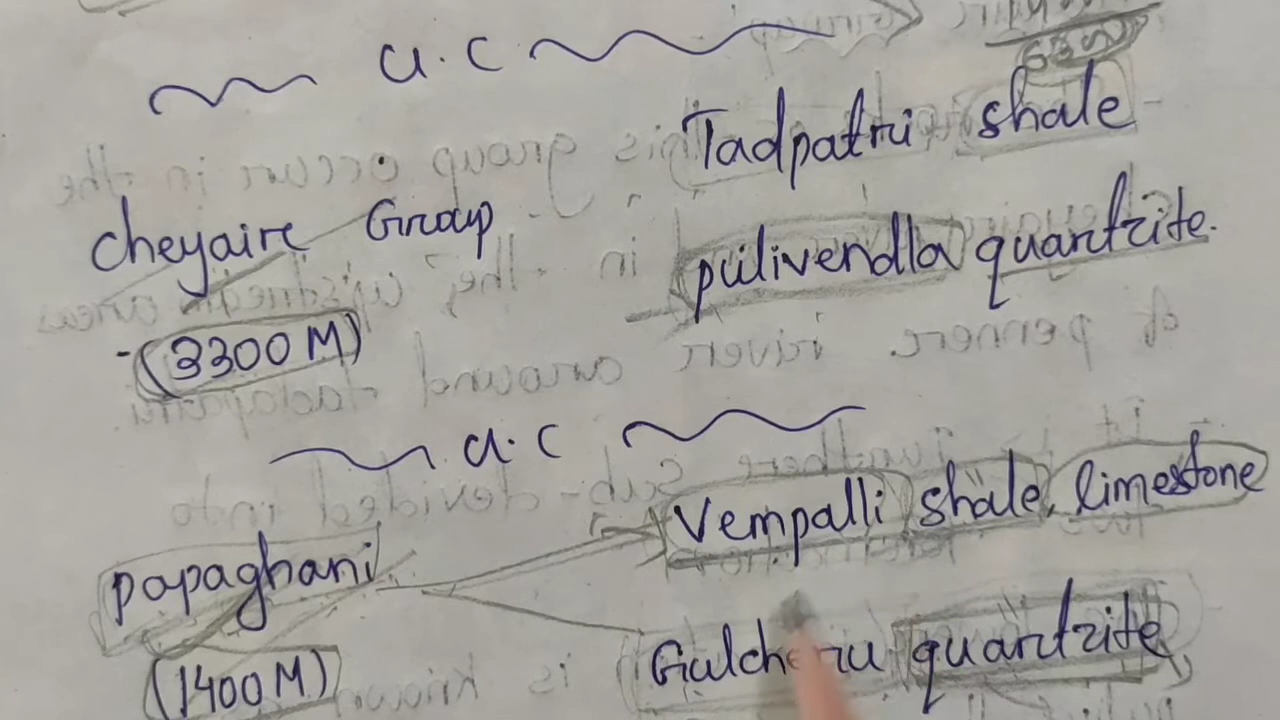 U.C
Tadpatri shale
Cheyaire Group
pulivendla quartzite.
(3300 M)
U.C
Vempalli shale, limestone
papaghani
Gulcheru quartzite
(1400 M)